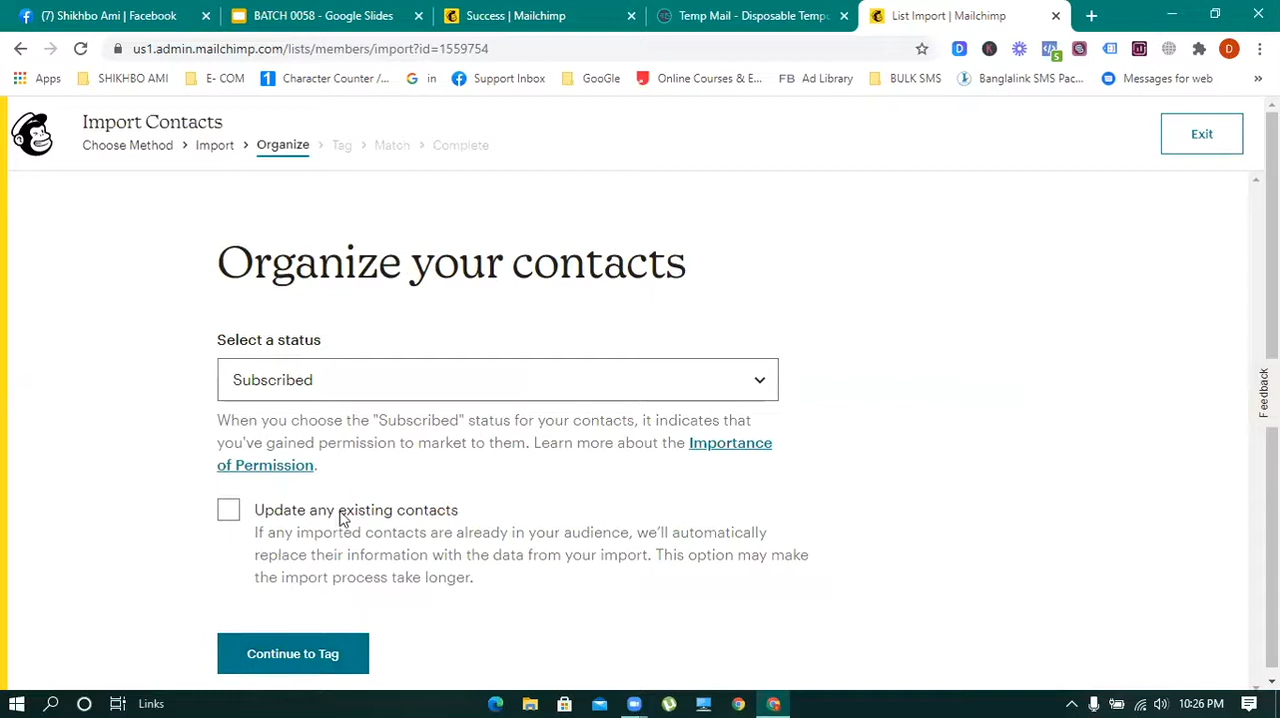 (7) Shikhbo Ami | Facebook
BATCH 0058 - Google Slides
Success | Mailchimp
Temp Mail - Disposable Tempo
List Import | Mailchimp
us1.admin.mailchimp.com/lists/members/import?id=1559754
Apps
SHIKHBO AMI
E- COM
Character Counter /...
in
Support Inbox
GooGle
Online Courses & E...
FB Ad Library
BULK SMS
Banglalink SMS Pac...
Messages for web
»
Import Contacts
Choose Method > Import > Organize > Tag > Match > Complete
Exit
Organize your contacts
Select a status
Subscribed
When you choose the "Subscribed" status for your contacts, it indicates that
you've gained permission to market to them. Learn more about the Importance
of Permission.
Update any existing contacts
If any imported contacts are already in your audience, we'll automatically
replace their information with the data from your import. This option may make
the import process take longer.
Continue to Tag
Feedback
Links
10:26 PM